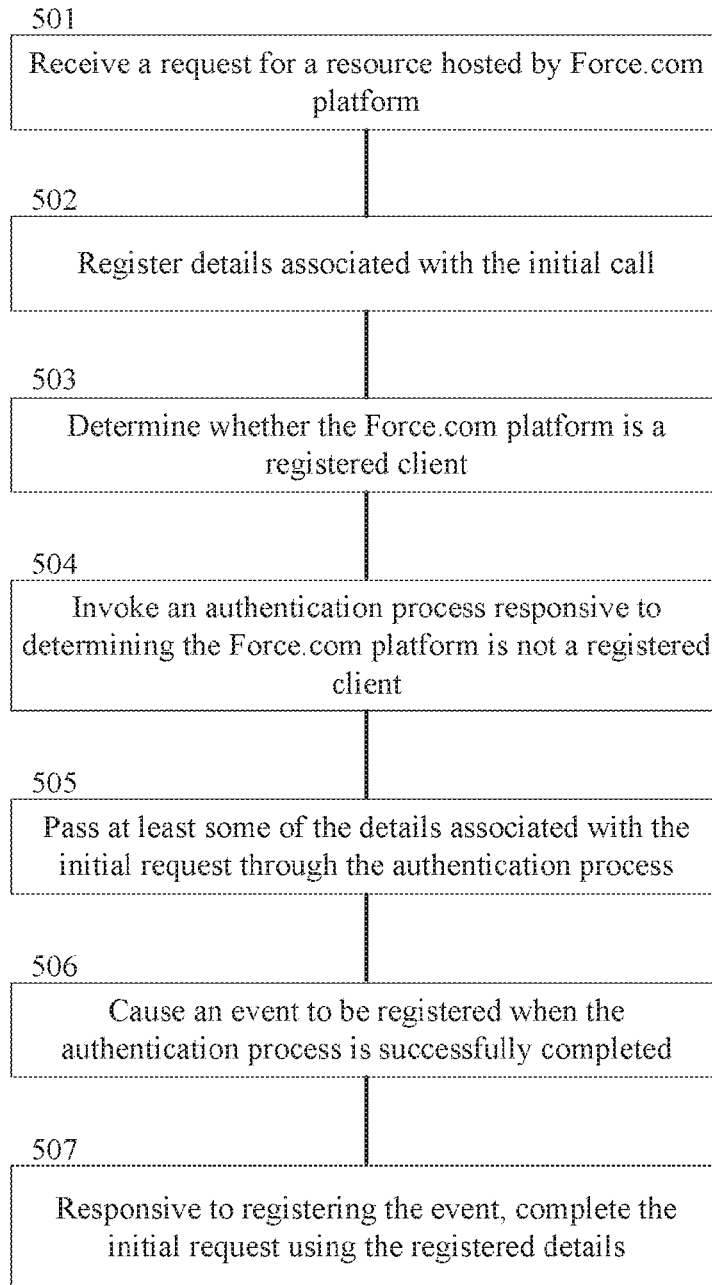 501
Receive a request for a resource hosted by Force.com
platform
502
Register details associated with the initial call
503
Determine whether the Force.com platform is a
registered client
504
Invoke an authentication process responsive to
determining the Force.com platform is not a registered
client
505
Pass at least some of the details associated with the
initial request through the authentication process
506
Cause an event to be registered when the
authentication process is successfully completed
507
Responsive to registering the event, complete the
initial request using the registered details